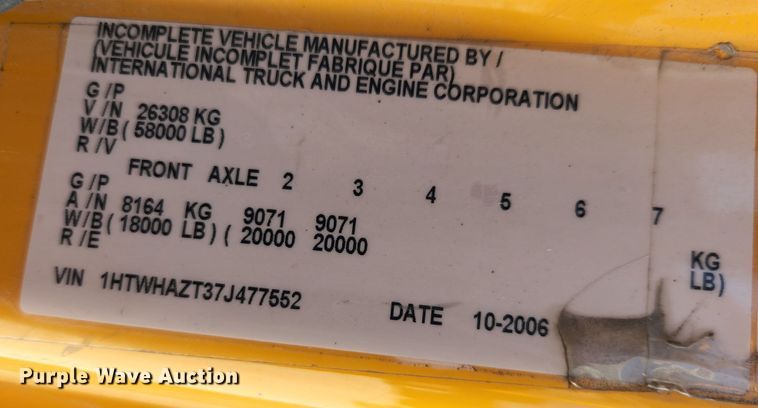 INCOMPLETE VEHICLE MANUFACTURED BY /
(VEHICULE INCOMPLET FABRIQUE PAR)
INTERNATIONAL TRUCK AND ENGINE CORPORATION
G /P
V /N 26308 KG
W/B ( 58000 LB )
R /V
FRONT AXLE 2 3 4 5 6 7
G /P
A /N 8164 KG 9071 9071 KG
W/B ( 18000 LB ) ( 20000 20000 LB)
R /E
VIN 1HTWHAZT37J477552 DATE 10-2006
Purple Wave Auction